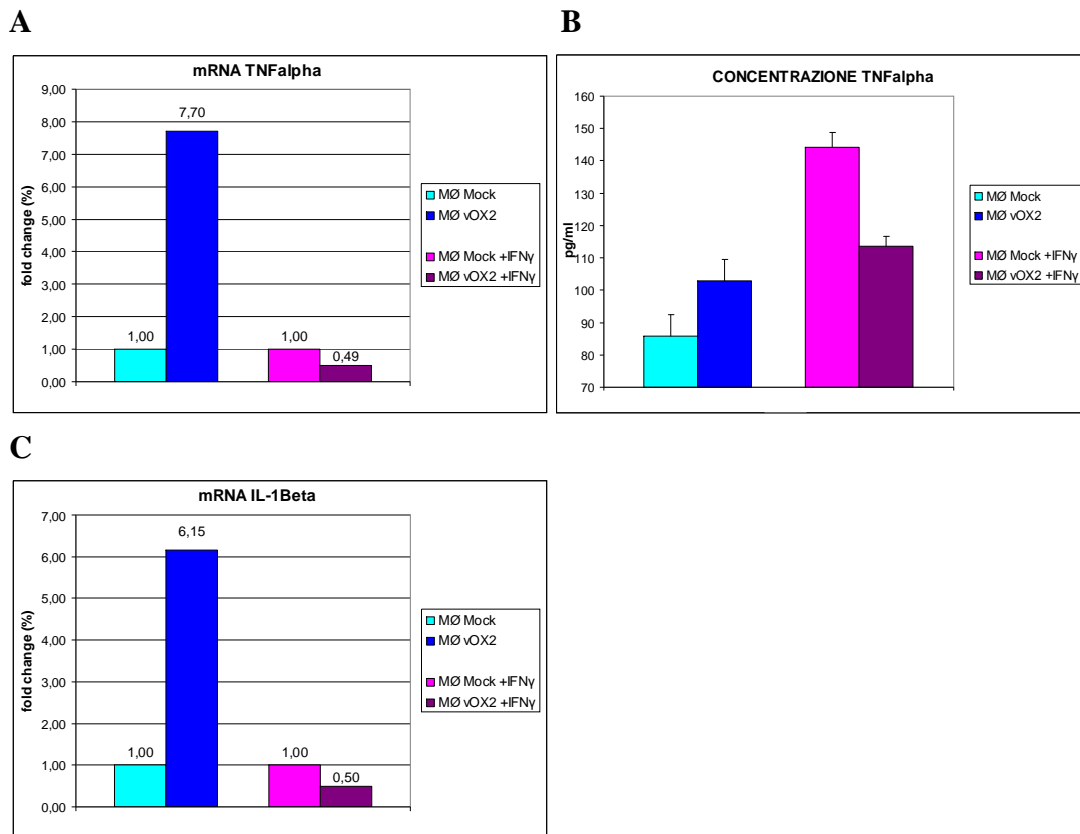 A
mRNA TNFalpha
9,00
8,00
7,00
6,00
5,00
4,00
3,00
2,00
1,00
0,00
fold change (%)
1,00
7,70
1,00
0,49
MØ Mock
MØ vOX2
MØ Mock +IFNγ
MØ vOX2 +IFNγ
B
CONCENTRAZIONE TNFalpha
160
150
140
130
120
110
100
90
80
70
pg/ml
MØ Mock
MØ vOX2
MØ Mock +IFNγ
MØ vOX2 +IFNγ
C
mRNA IL-1Beta
7,00
6,00
5,00
4,00
3,00
2,00
1,00
0,00
fold change (%)
1,00
6,15
1,00
0,50
MØ Mock
MØ vOX2
MØ Mock +IFNγ
MØ vOX2 +IFNγ